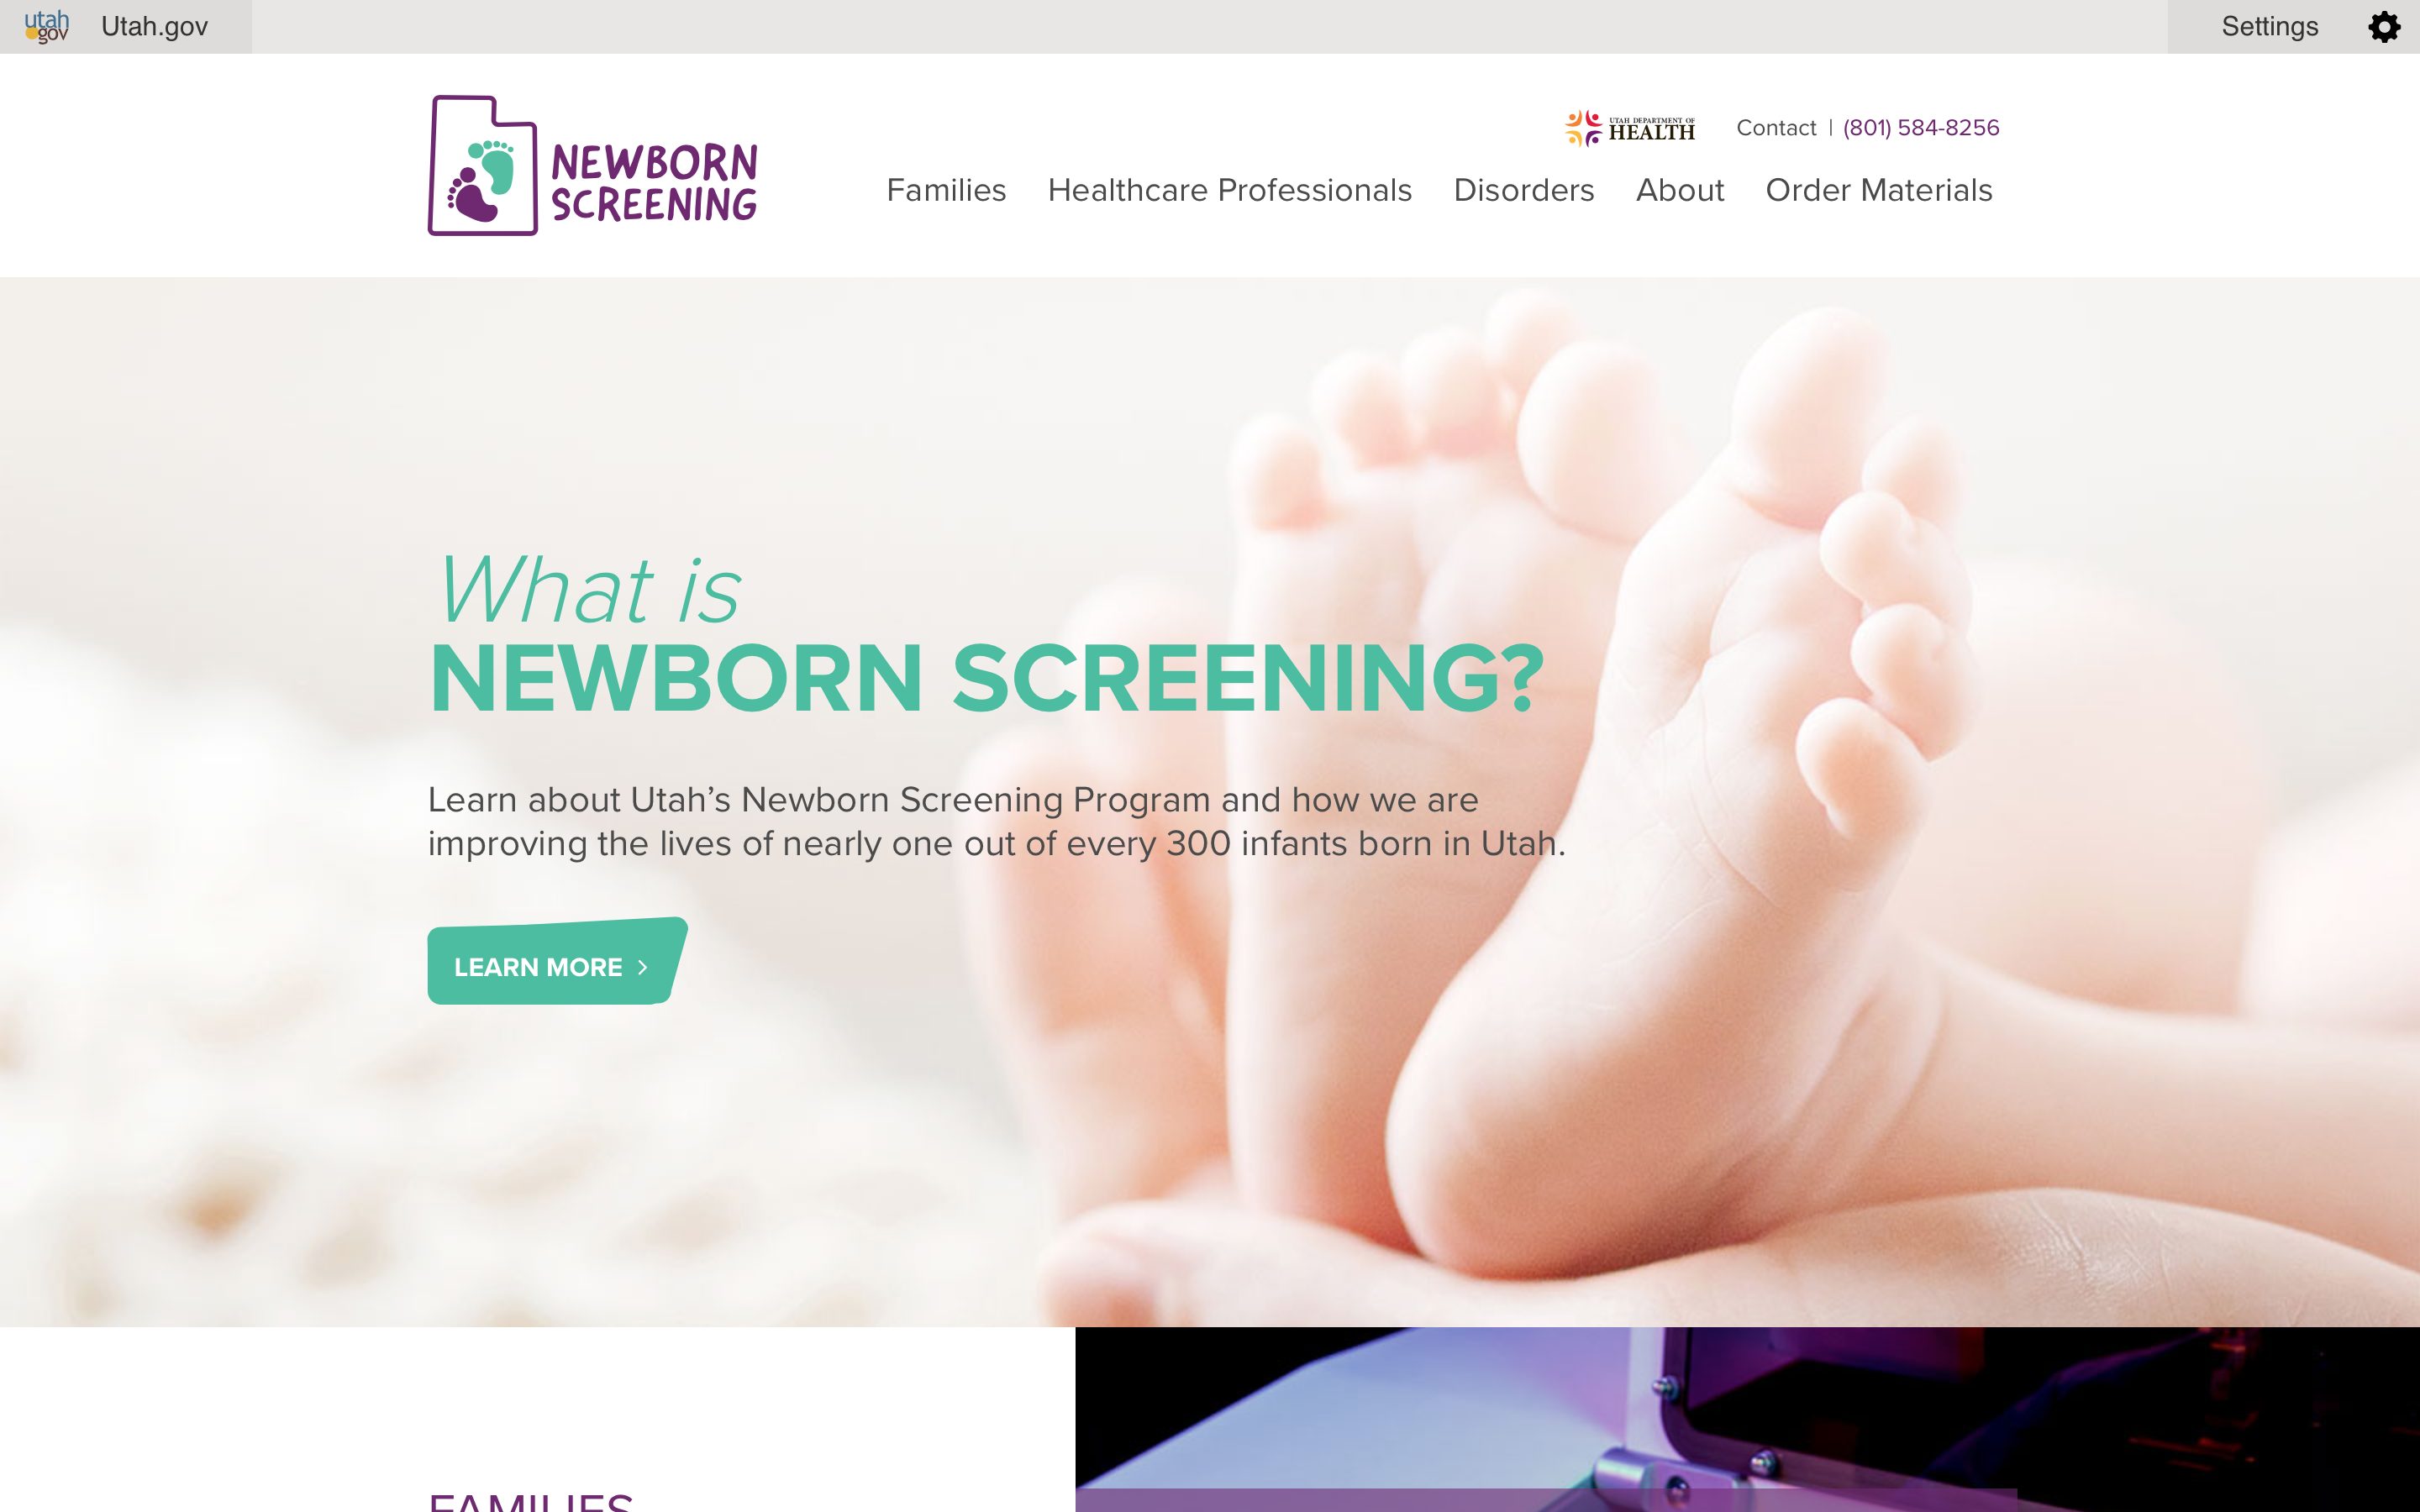 utah
gov
Utah.gov
Settings
NEWBORN
SCREENING
UTAH DEPARTMENT OF
HEALTH
Contact | (801) 584-8256
Families Healthcare Professionals Disorders About Order Materials
What is
NEWBORN SCREENING?
Learn about Utah’s Newborn Screening Program and how we are
improving the lives of nearly one out of every 300 infants born in Utah.
LEARN MORE >
FAMILIES